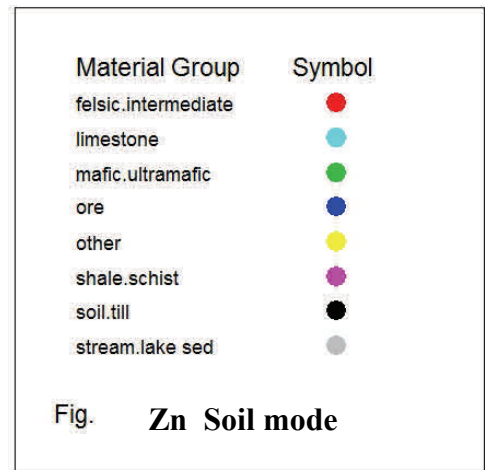 Material Group Symbol
felsic.intermediate
limestone
mafic.ultramafic
ore
other
shale.schist
soil.till
stream.lake sed
Fig. Zn Soil mode